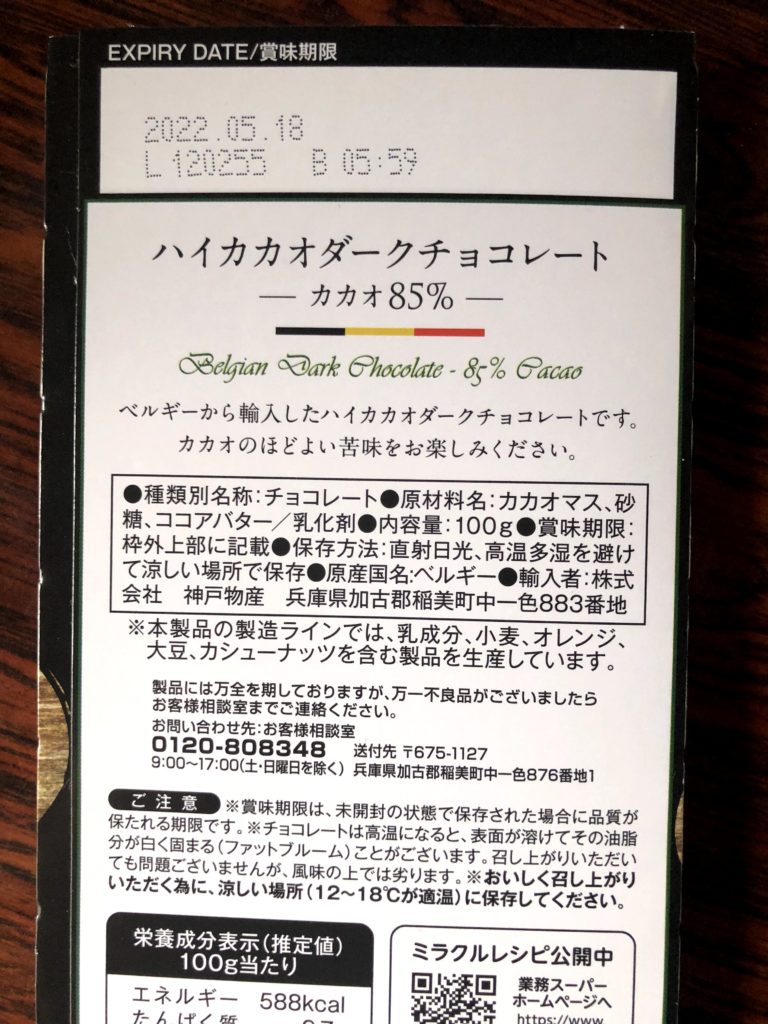 EXPIRY DATE/賞味期限
2022.05.18
L 120255 B 05:59
ハイカカオダークチョコレート
— カカオ85% —
Belgian Dark Chocolate - 85% Cacao
ベルギーから輸入したハイカカオダークチョコレートです。
カカオのほどよい苦味をお楽しみください。
●種類別名称:チョコレート●原材料名:カカオマス、砂
糖、ココアバター/乳化剤●内容量:100g●賞味期限:
枠外上部に記載●保存方法:直射日光、高温多湿を避け
て涼しい場所で保存●原産国名:ベルギー●輸入者:株式
会社 神戸物産 兵庫県加古郡稲美町中一色883番地
※本製品の製造ラインでは、乳成分、小麦、オレンジ、
大豆、カシューナッツを含む製品を生産しています。
製品には万全を期しておりますが、万一不良品がございましたら
お客様相談室までご連絡ください。
お問い合わせ先:お客様相談室
0120-808348 送付先 〒675-1127
9:00〜17:00(土・日曜日を除く) 兵庫県加古郡稲美町中一色876番地1
ご注意 ※賞味期限は、未開封の状態で保存された場合に品質が
保たれる期限です。※チョコレートは高温になると、表面が溶けてその油脂
分が白く固まる(ファットブルーム)ことがございます。召し上がりいただい
ても問題ございませんが、風味の上では劣ります。※おいしく召し上がり
いただく為に、涼しい場所(12〜18℃が適温)に保存してください。
栄養成分表示(推定値)
100g当たり
エネルギー 588kcal
たんぱく質
ミラクルレシピ公開中
業務スーパー
ホームページへ
https://www.